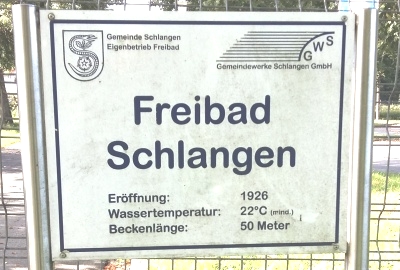 Gemeinde Schlangen
Eigenbetrieb Freibad
GWS
Gemeindewerke Schlangen GmbH
Freibad
Schlangen
Eröffnung: 1926
Wassertemperatur: 22°C (mind.)
Beckenlänge: 50 Meter